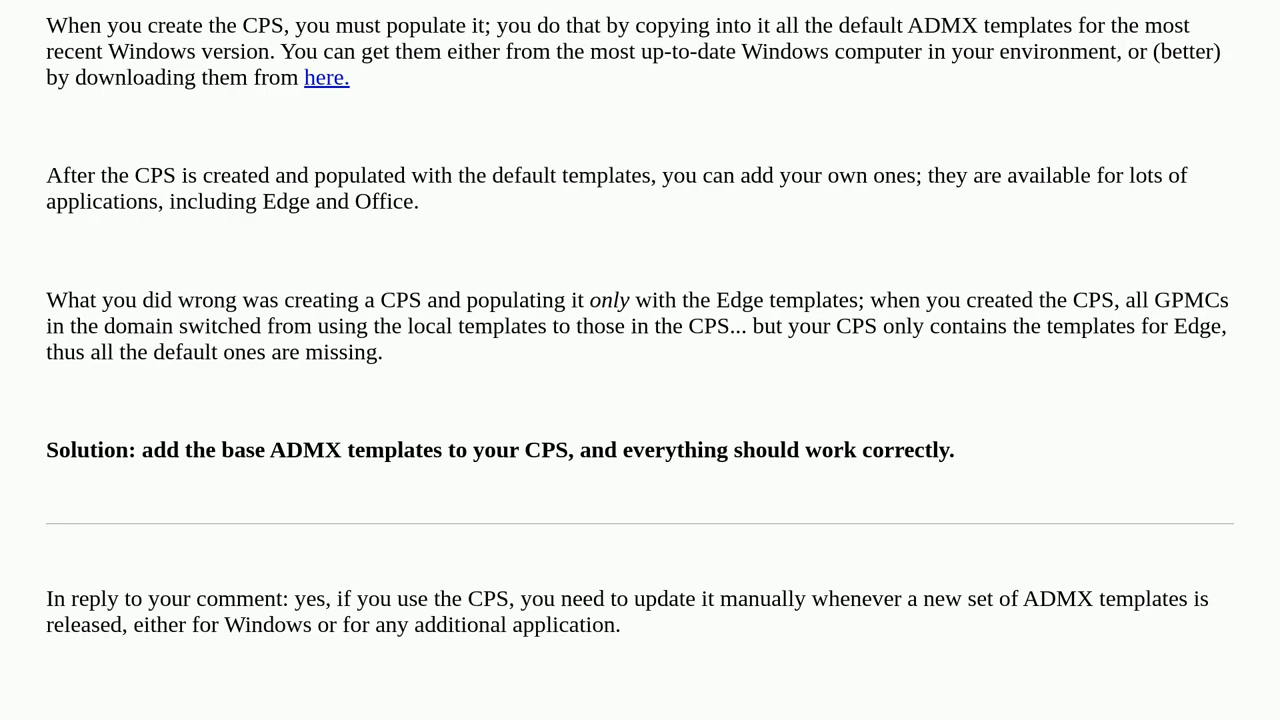 When you create the CPS, you must populate it; you do that by copying into it all the default ADMX templates for the most
recent Windows version. You can get them either from the most up-to-date Windows computer in your environment, or (better)
by downloading them from here.
After the CPS is created and populated with the default templates, you can add your own ones; they are available for lots of
applications, including Edge and Office.
What you did wrong was creating a CPS and populating it only with the Edge templates; when you created the CPS, all GPMCs
in the domain switched from using the local templates to those in the CPS... but your CPS only contains the templates for Edge,
thus all the default ones are missing.
Solution: add the base ADMX templates to your CPS, and everything should work correctly.
In reply to your comment: yes, if you use the CPS, you need to update it manually whenever a new set of ADMX templates is
released, either for Windows or for any additional application.